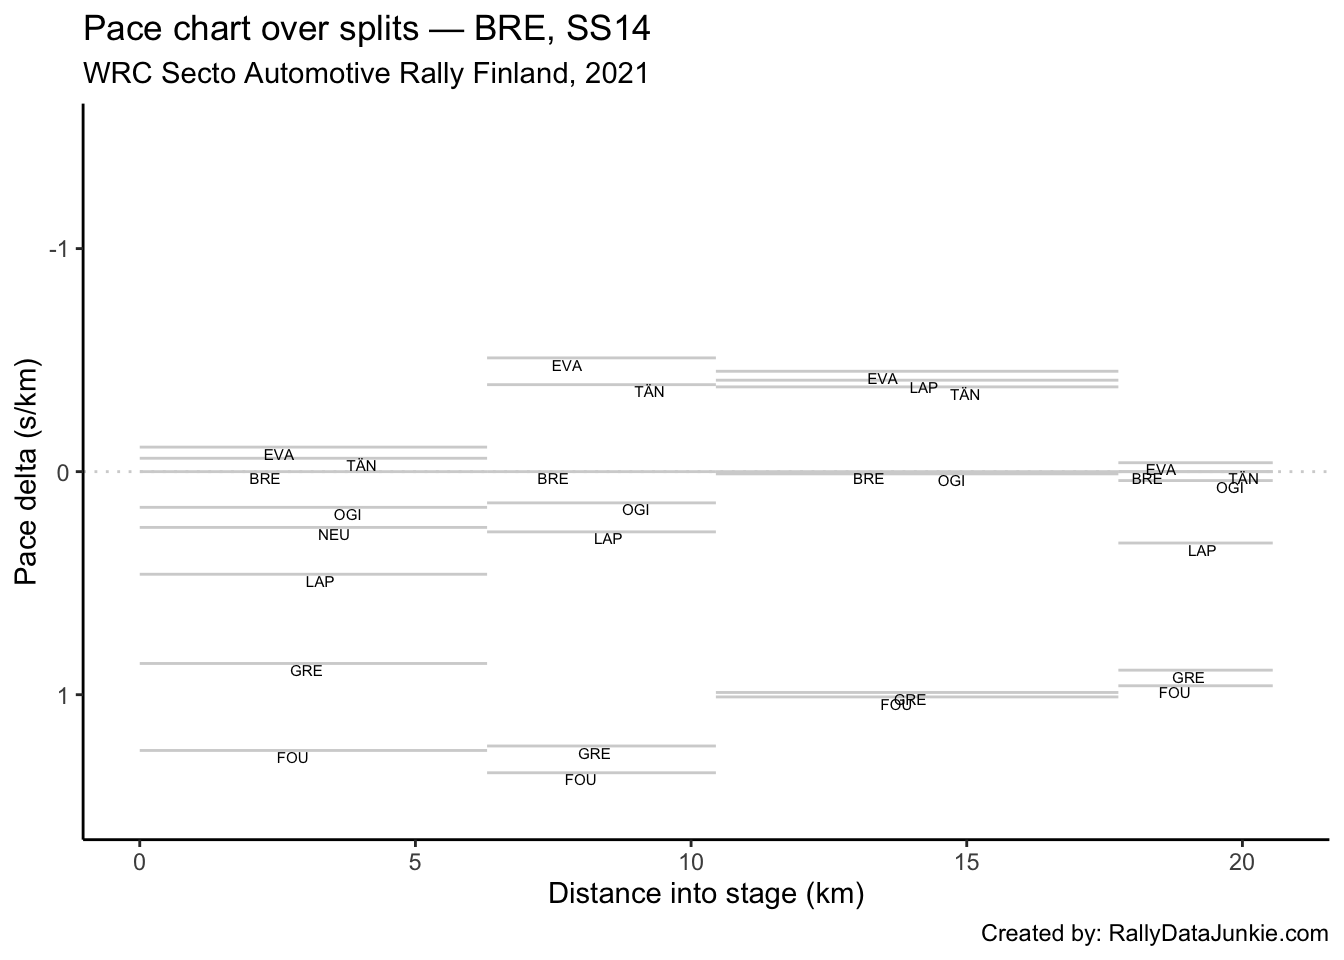 Pace chart over splits — BRE, SS14
WRC Secto Automotive Rally Finland, 2021
Pace delta (s/km)
-1
0
1
EVA
TÄN
BRE
OGI
NEU
LAP
GRE
FOU
EVA
TÄN
BRE
OGI
LAP
GRE
FOU
EVA
LAP
TÄN
BRE
OGI
GRE
FOU
EVA
BRE
TÄN
OGI
LAP
GRE
FOU
0 5 10 15 20
Distance into stage (km)
Created by: RallyDataJunkie.com